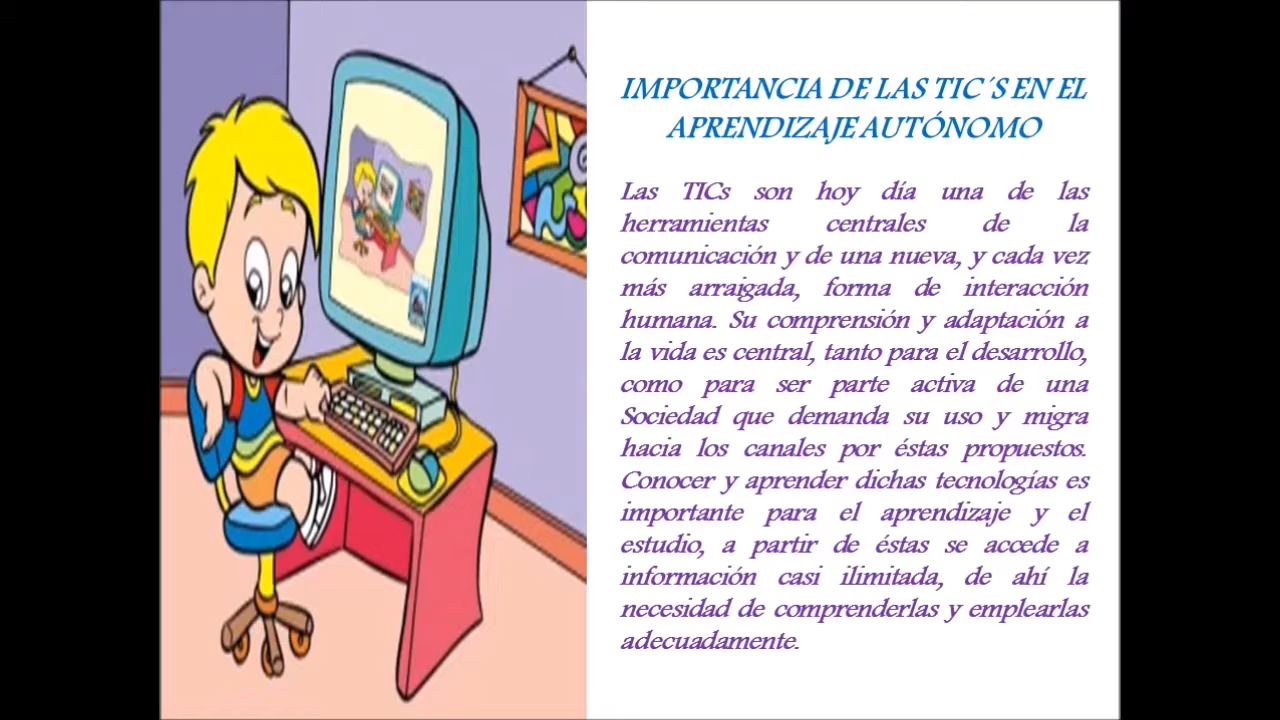 IMPORTANCIA DE LAS TIC´S EN EL
APRENDIZAJE AUTÓNOMO
Las TICs son hoy día una de las
herramientas centrales de la
comunicación y de una nueva, y cada vez
más arraigada, forma de interacción
humana. Su comprensión y adaptación a
la vida es central, tanto para el desarrollo,
como para ser parte activa de una
Sociedad que demanda su uso y migra
hacia los canales por éstas propuestos.
Conocer y aprender dichas tecnologías es
importante para el aprendizaje y el
estudio, a partir de éstas se accede a
información casi ilimitada, de ahí la
necesidad de comprenderlas y emplearlas
adecuadamente.